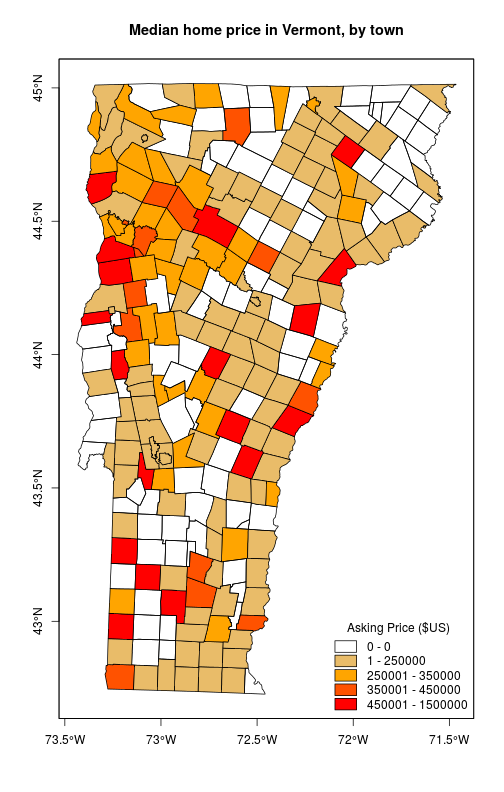 Median home price in Vermont, by town
45°N
44.5°N
44°N
43.5°N
43°N
Asking Price ($US)
0 - 0
1 - 250000
250001 - 350000
350001 - 450000
450001 - 1500000
73.5°W
73°W
72.5°W
72°W
71.5°W